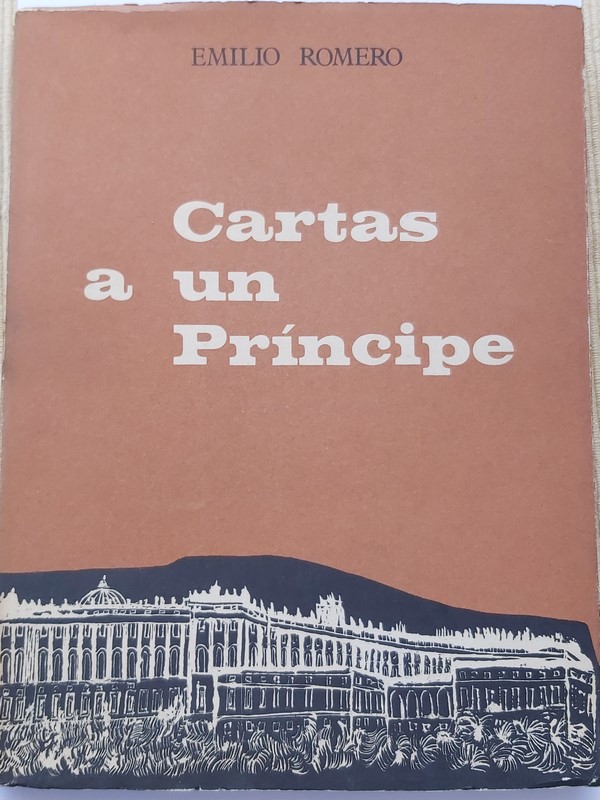 EMILIO ROMERO
Cartas
a un
Príncipe